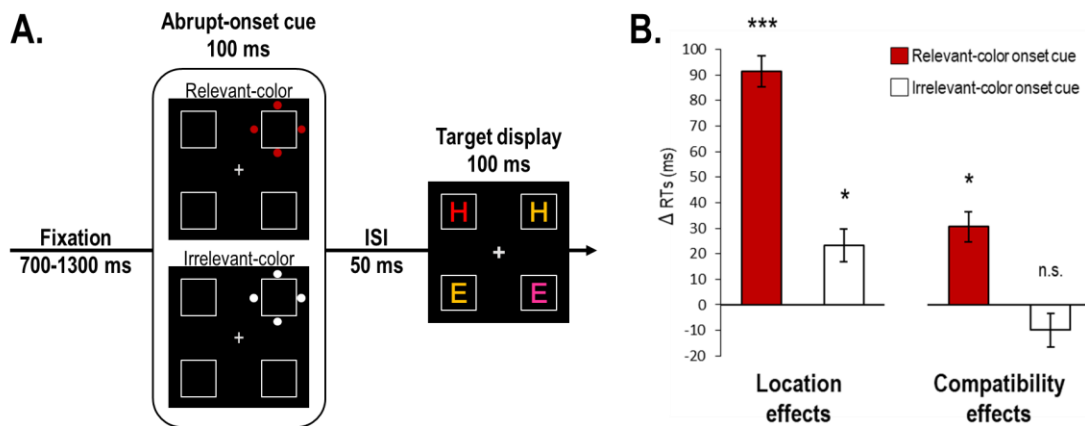 A.
Abrupt-onset cue
100 ms
Relevant-color
Irrelevant-color
Fixation
700-1300 ms
ISI
50 ms
Target display
100 ms
H H
E E
B.
***
*
*
n.s.
Relevant-color onset cue
Irrelevant-color onset cue
Δ RTs (ms)
100
90
80
70
60
50
40
30
20
10
0
-10
-20
Location
effects
Compatibility
effects